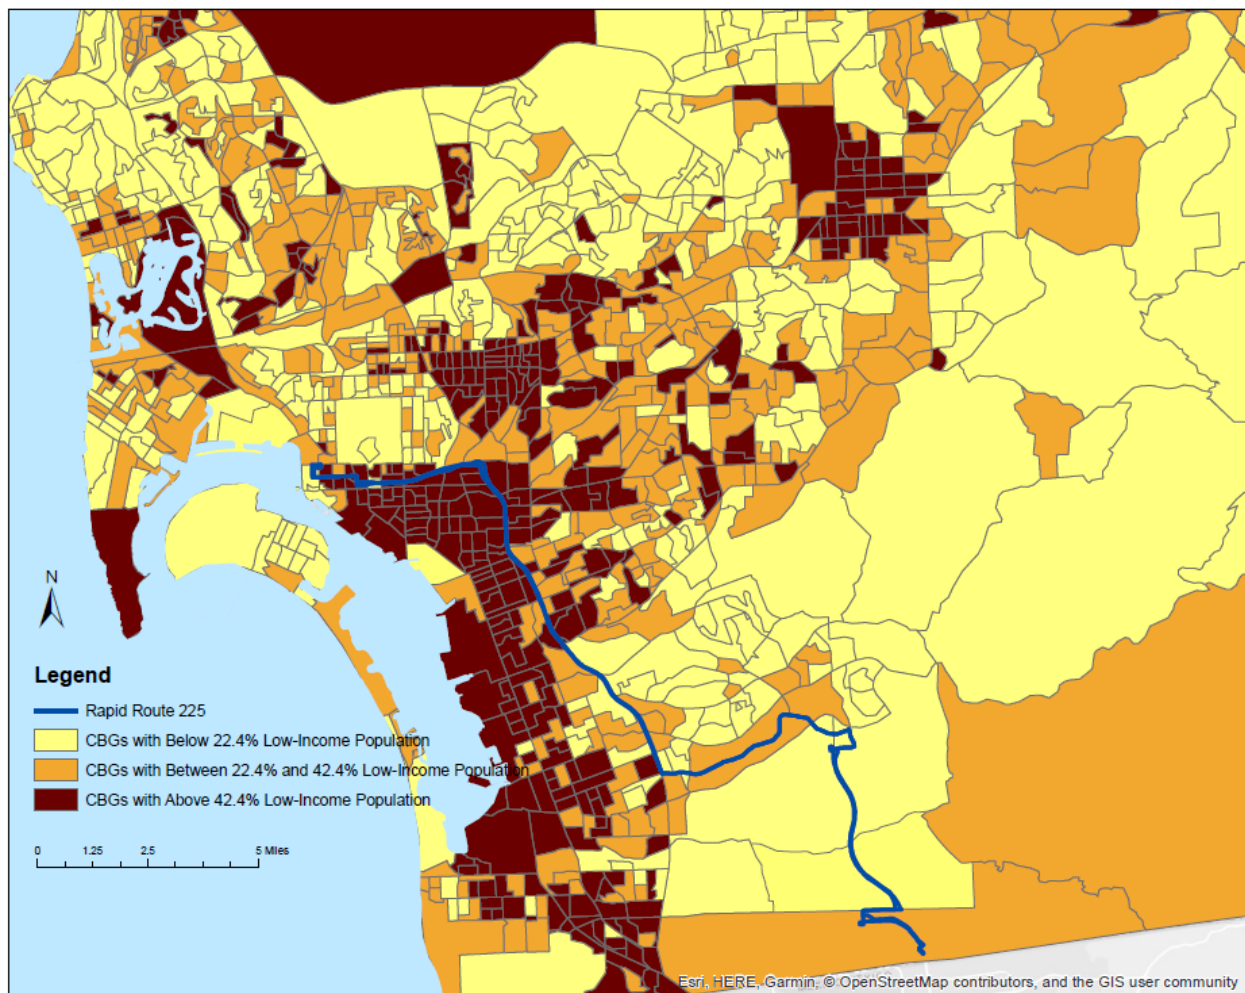 N
Legend
Rapid Route 225
CBGs with Below 22.4% Low-Income Population
CBGs with Between 22.4% and 42.4% Low-Income Population
CBGs with Above 42.4% Low-Income Population
0 1.25 2.5 5 Miles
Esri, HERE, Garmin, © OpenStreetMap contributors, and the GIS user community